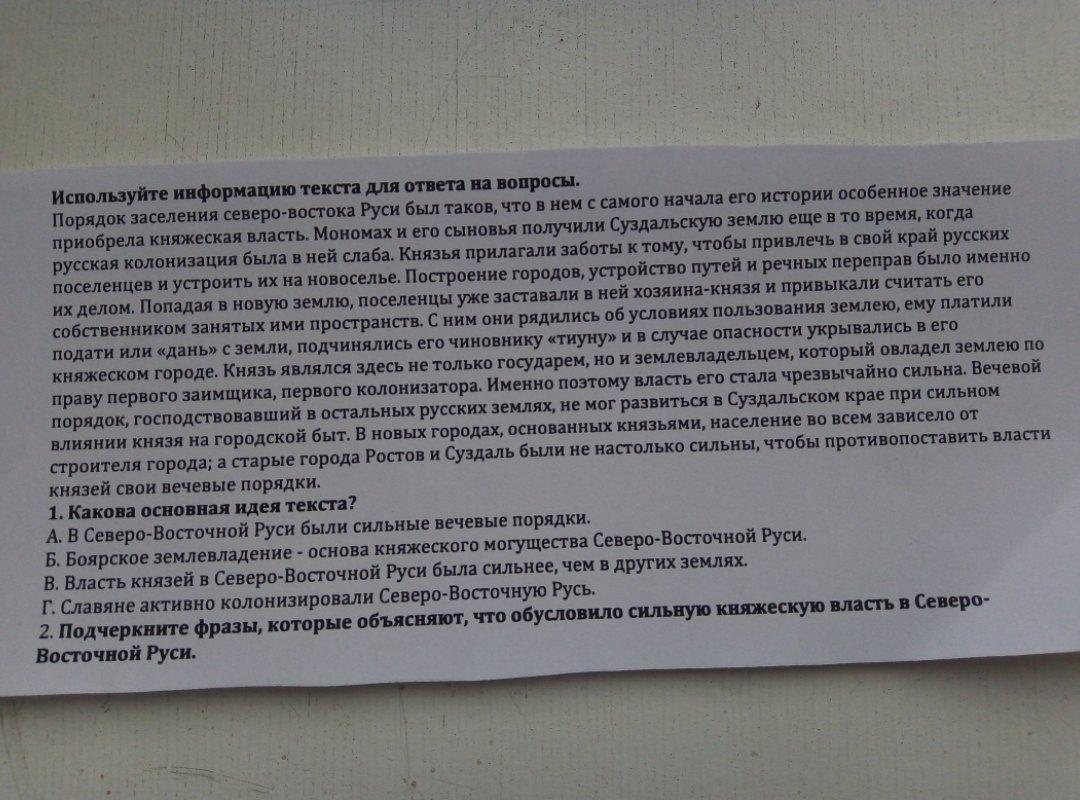 Используйте информацию текста для ответа на вопросы.
Порядок заселения северо-востока Руси был таков, что в нем с самого начала его истории особенное значение
приобрела княжеская власть. Мономах и его сыновья получили Суздальскую землю еще в то время, когда
русская колонизация была в ней слаба. Князья прилагали заботы к тому, чтобы привлечь в свой край русских
поселенцев и устроить их на новоселье. Построение городов, устройство путей и речных переправ было именно
их делом. Попадая в новую землю, поселенцы уже заставали в ней хозяина-князя и привыкали считать его
собственником занятых ими пространств. С ним они рядились об условиях пользования землею, ему платили
подати или «дань» с земли, подчинялись его чиновнику «тиуну» и в случае опасности укрывались в его
княжеском городе. Князь являлся здесь не только государем, но и землевладельцем, который овладел землею по
праву первого заимщика, первого колонизатора. Именно поэтому власть его стала чрезвычайно сильна. Вечевой
порядок, господствовавший в остальных русских землях, не мог развиться в Суздальском крае при сильном
влиянии князя на городской быт. В новых городах, основанных князьями, население во всем зависело от
строителя города; а старые города Ростов и Суздаль были не настолько сильны, чтобы противопоставить власти
князей свои вечевые порядки.
1. Какова основная идея текста?
А. В Северо-Восточной Руси были сильные вечевые порядки.
Б. Боярское землевладение - основа княжеского могущества Северо-Восточной Руси.
В. Власть князей в Северо-Восточной Руси была сильнее, чем в других землях.
Г. Славяне активно колонизировали Северо-Восточную Русь.
2. Подчеркните фразы, которые объясняют, что обусловило сильную княжескую власть в Северо-
Восточной Руси.